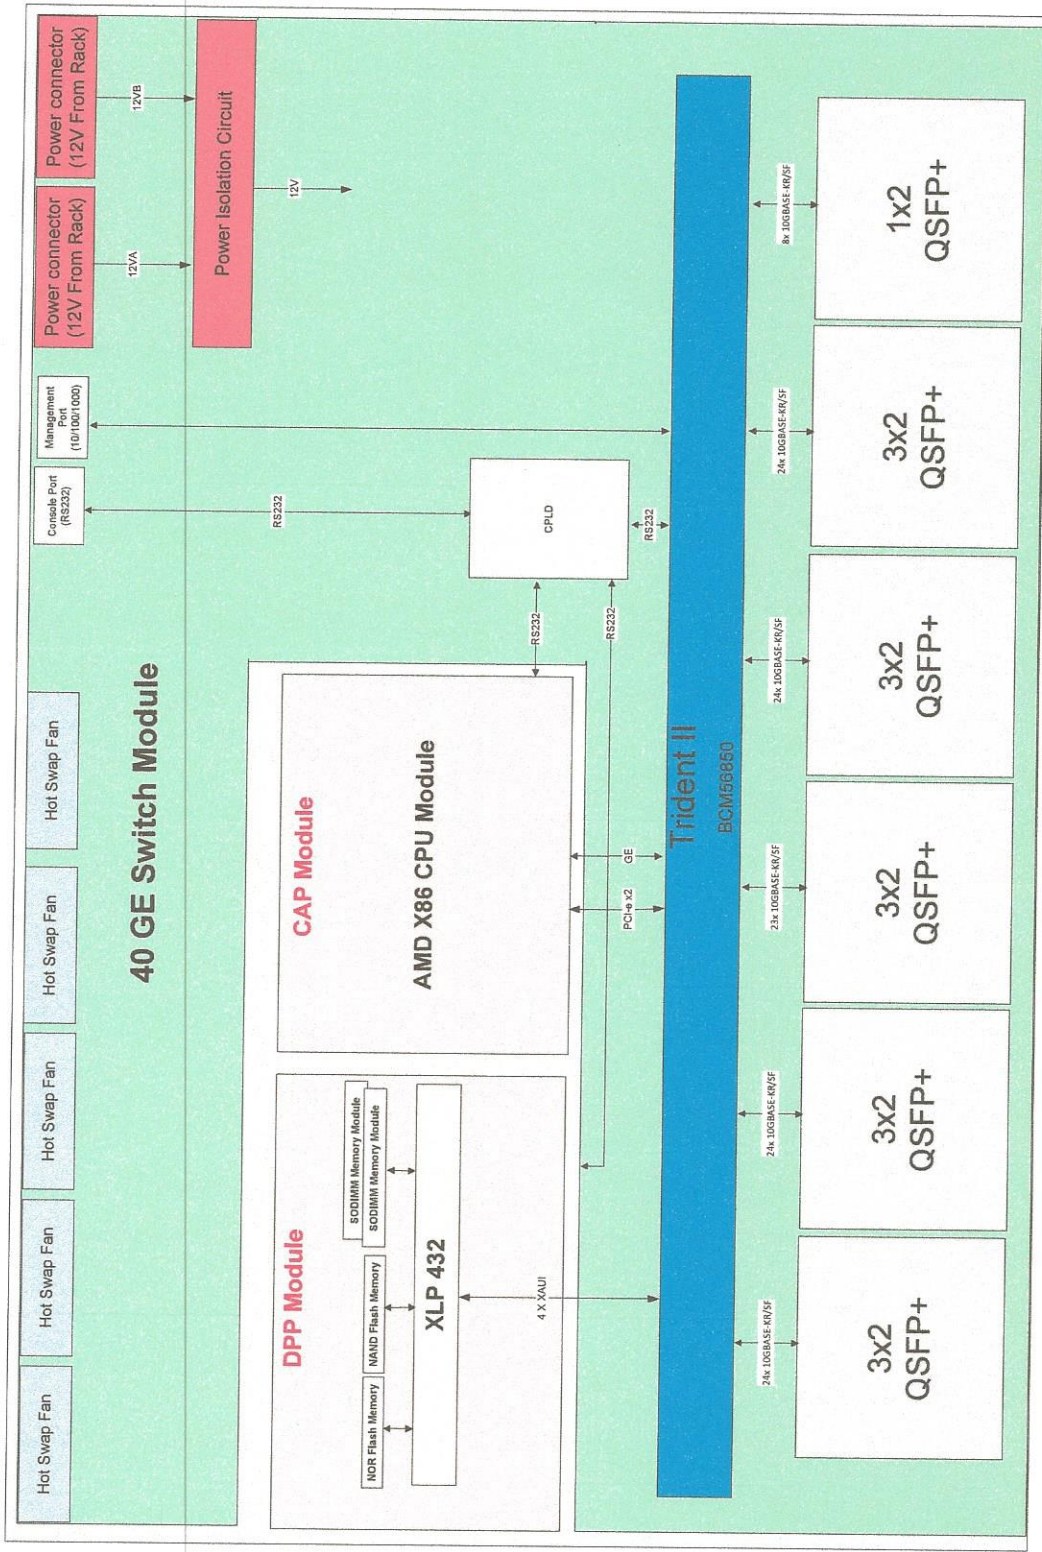 Hot Swap Fan
Hot Swap Fan
Hot Swap Fan
Hot Swap Fan
Hot Swap Fan
Console Port
(RS232)
Management
Port
(10/100/1000)
Power connector
(12V From Rack)
Power connector
(12V From Rack)
12VA
12VB
40 GE Switch Module
Power Isolation Circuit
12V
RS232
DPP Module
SODIMM Memory Module
SODIMM Memory Module
NOR Flash Memory
NAND Flash Memory
XLP 432
4 X XAUI
CAP Module
AMD X86 CPU Module
CPLD
RS232
RS232
RS232
PCI-e x2
GE
Trident II
BCM56850
24x 10GBASE-KR/SF
24x 10GBASE-KR/SF
23x 10GBASE-KR/SF
24x 10GBASE-KR/SF
24x 10GBASE-KR/SF
8x 10GBASE-KR/SF
3x2
QSFP+
3x2
QSFP+
3x2
QSFP+
3x2
QSFP+
3x2
QSFP+
1x2
QSFP+